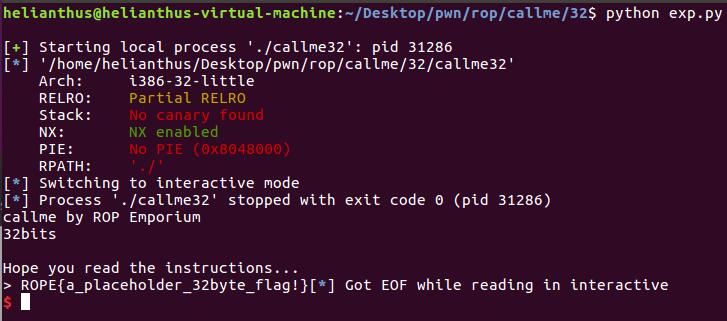 helianthus@helianthus-virtual-machine:~/Desktop/pwn/rop/callme/32$ python exp.py
[+] Starting local process './callme32': pid 31286
[*] '/home/helianthus/Desktop/pwn/rop/callme/32/callme32'
    Arch:     i386-32-little
    RELRO:    Partial RELRO
    Stack:    No canary found
    NX:       NX enabled
    PIE:      No PIE (0x8048000)
    RPATH:    './'
[*] Switching to interactive mode
[*] Process './callme32' stopped with exit code 0 (pid 31286)
callme by ROP Emporium
32bits
Hope you read the instructions...
> ROPE{a_placeholder_32byte_flag!}[*] Got EOF while reading in interactive
$